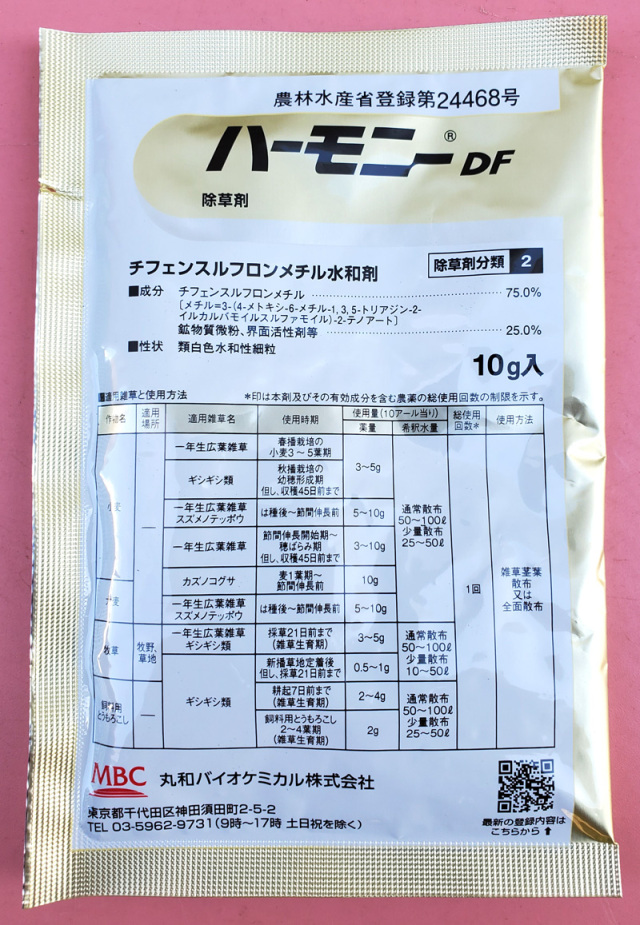 農林水産省登録第24468号
ハーモニー® DF
除草剤
チフェンスルフロンメチル水和剤
除草剤分類 2
■成分 チフェンスルフロンメチル 75.0%
[メチル=3-(4-メトキシ-6-メチル-1,3,5-トリアジン-2-
イルカルバモイルスルファモイル)-2-テノアート]
鉱物質微粉、界面活性剤等 25.0%
■性状 類白色水和性細粒
10g入
■適用雑草と使用方法 *印は本剤及びその有効成分を含む農薬の総使用回数の制限を示す。
作物名 適用場所 適用雑草名 使用時期 使用量(10アール当り) 総使用回数* 使用方法
薬量 希釈水量
小麦 — 一年生広葉雑草 春播栽培の
小麦3～5葉期
3～5g
ギシギシ類 秋播栽培の
幼穂形成期
但し、収穫45日前まで
一年生広葉雑草
スズメノテッポウ
は種後～節間伸長前 5～10g
通常散布
50～100ℓ
少量散布
25～50ℓ
一年生広葉雑草 節間伸長開始期～
穂ばらみ期
但し、収穫45日前まで
3～10g
カズノコグサ 麦1葉期～
節間伸長前
10g
1回
雑草茎葉
散布
又は
全面散布
大麦 一年生広葉雑草
スズメノテッポウ
は種後～節間伸長前 5～10g
牧草 牧野、
草地
一年生広葉雑草
ギシギシ類
採草21日前まで
(雑草生育期)
3～5g
通常散布
50～100ℓ
少量散布
10～50ℓ
ギシギシ類 新播草地定着後
但し、採草21日前まで
0.5～1g
耕起7日前まで
(雑草生育期)
2～4g
飼料用
とうもろこし
— 飼料用とうもろこし
2～4葉期
(雑草生育期)
2g
通常散布
50～100ℓ
少量散布
25～50ℓ
MBC 丸和バイオケミカル株式会社
東京都千代田区神田須田町2-5-2
TEL 03-5962-9731(9時～17時 土日祝を除く)
最新の登録内容は
こちらから⬆